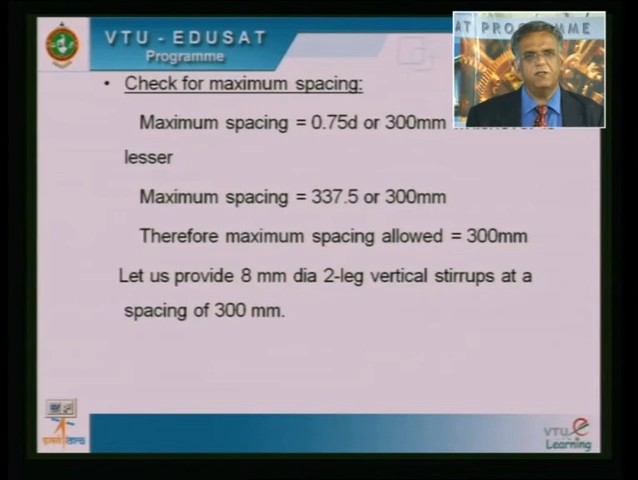 VTU - EDUSAT
Programme
AT PROGRAMME
• Check for maximum spacing:
Maximum spacing = 0.75d or 300mm
lesser
Maximum spacing = 337.5 or 300mm
Therefore maximum spacing allowed = 300mm
Let us provide 8 mm dia 2-leg vertical stirrups at a
spacing of 300 mm.
VTU e
Learning